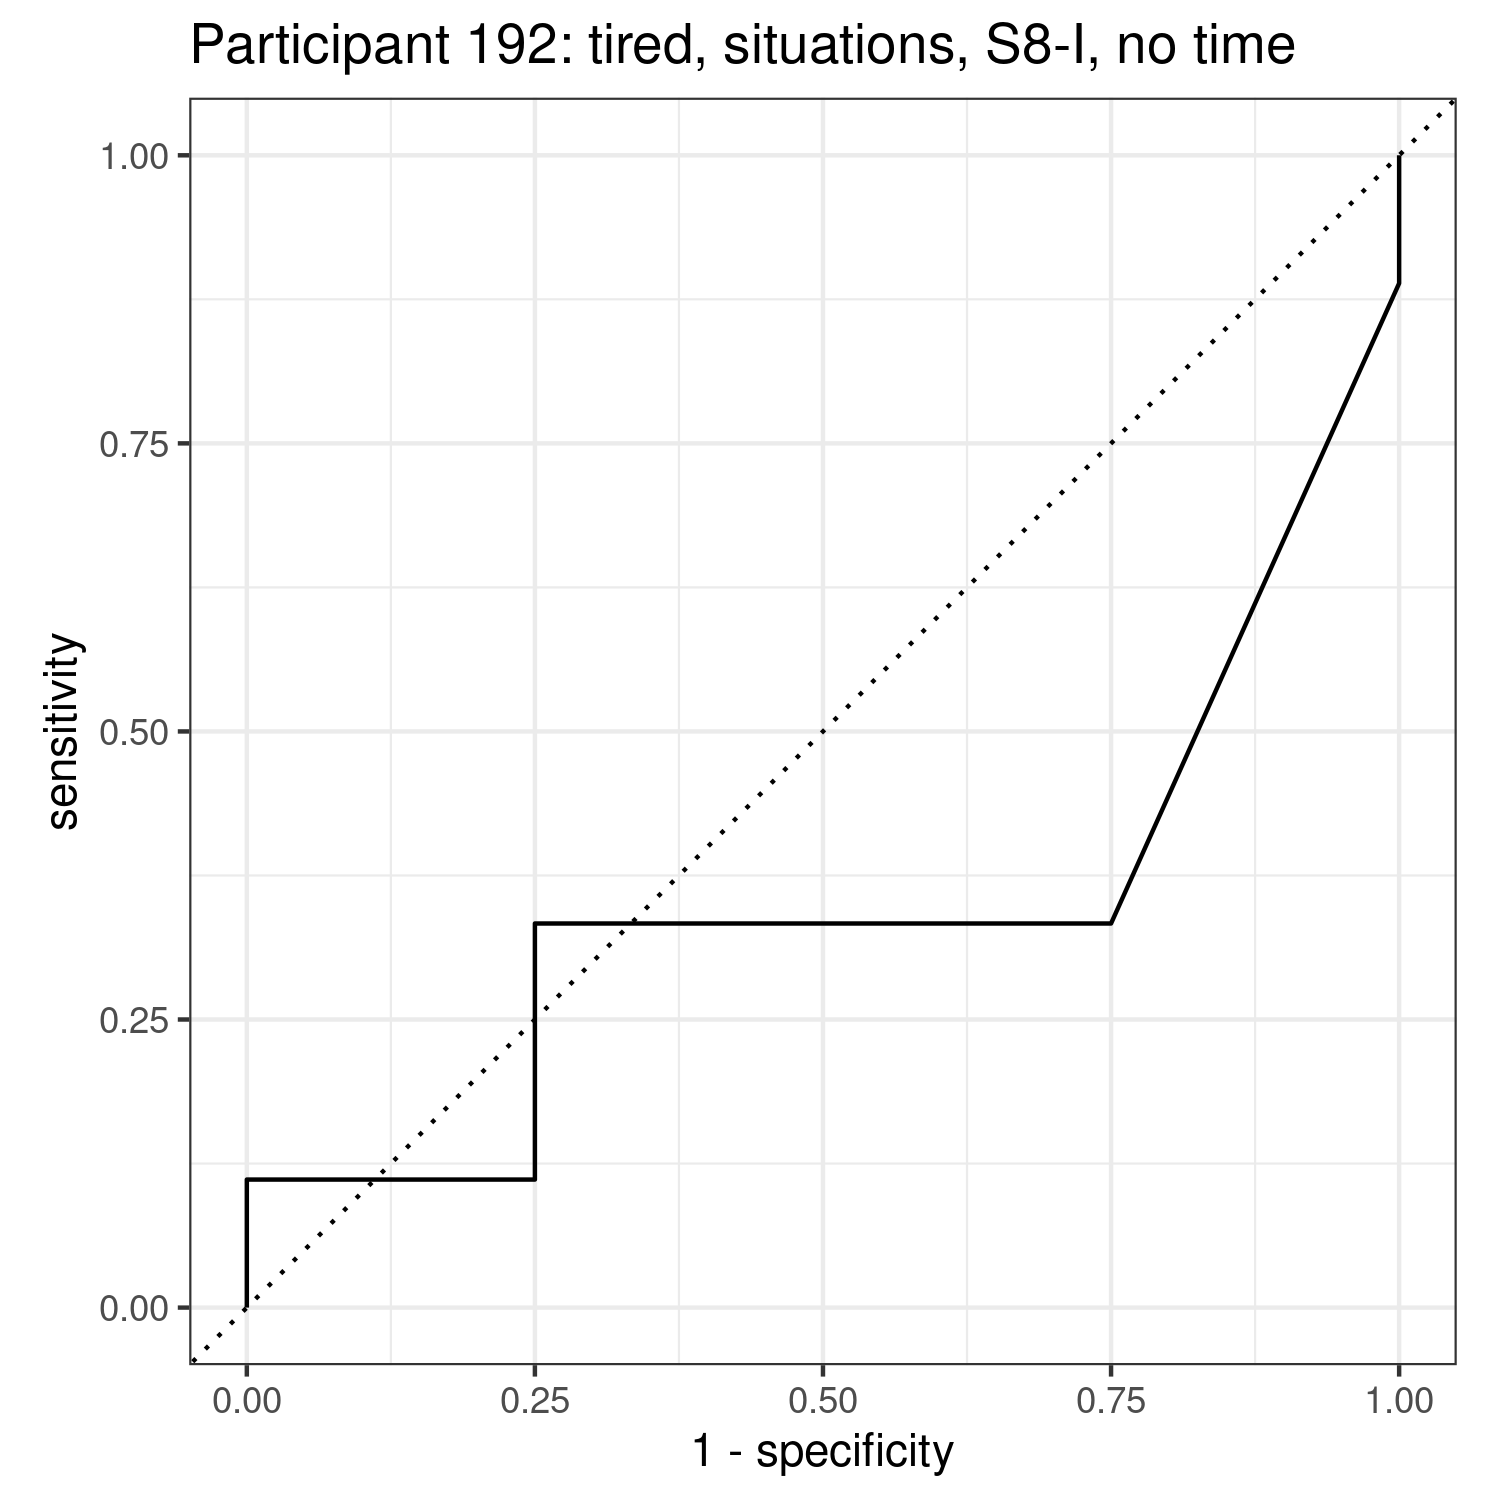 Participant 192: tired, situations, S8-I, no time
1.00
0.75
0.50
0.25
0.00
sensitivity
0.00 0.25 0.50 0.75 1.00
1 - specificity